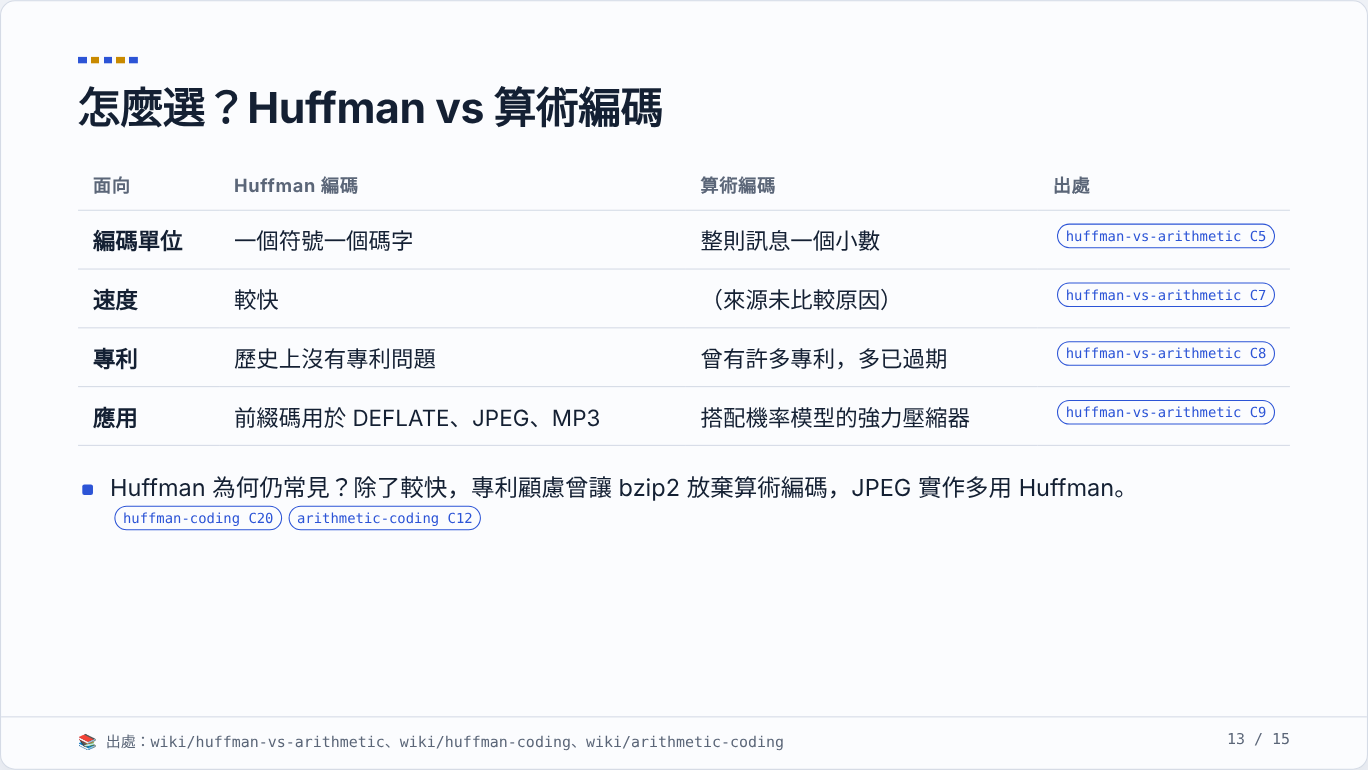 怎麼選？Huffman vs 算術編碼
面向 Huffman 編碼 算術編碼 出處
編碼單位 一個符號一個碼字 整則訊息一個小數 huffman-vs-arithmetic C5
速度 較快 （來源未比較原因） huffman-vs-arithmetic C7
專利 歷史上沒有專利問題 曾有許多專利，多已過期 huffman-vs-arithmetic C8
應用 前綴碼用於 DEFLATE、JPEG、MP3 搭配機率模型的強力壓縮器 huffman-vs-arithmetic C9
Huffman 為何仍常見？除了較快，專利顧慮曾讓 bzip2 放棄算術編碼，JPEG 實作多用 Huffman。
huffman-coding C20 arithmetic-coding C12
出處：wiki/huffman-vs-arithmetic、wiki/huffman-coding、wiki/arithmetic-coding
13 / 15